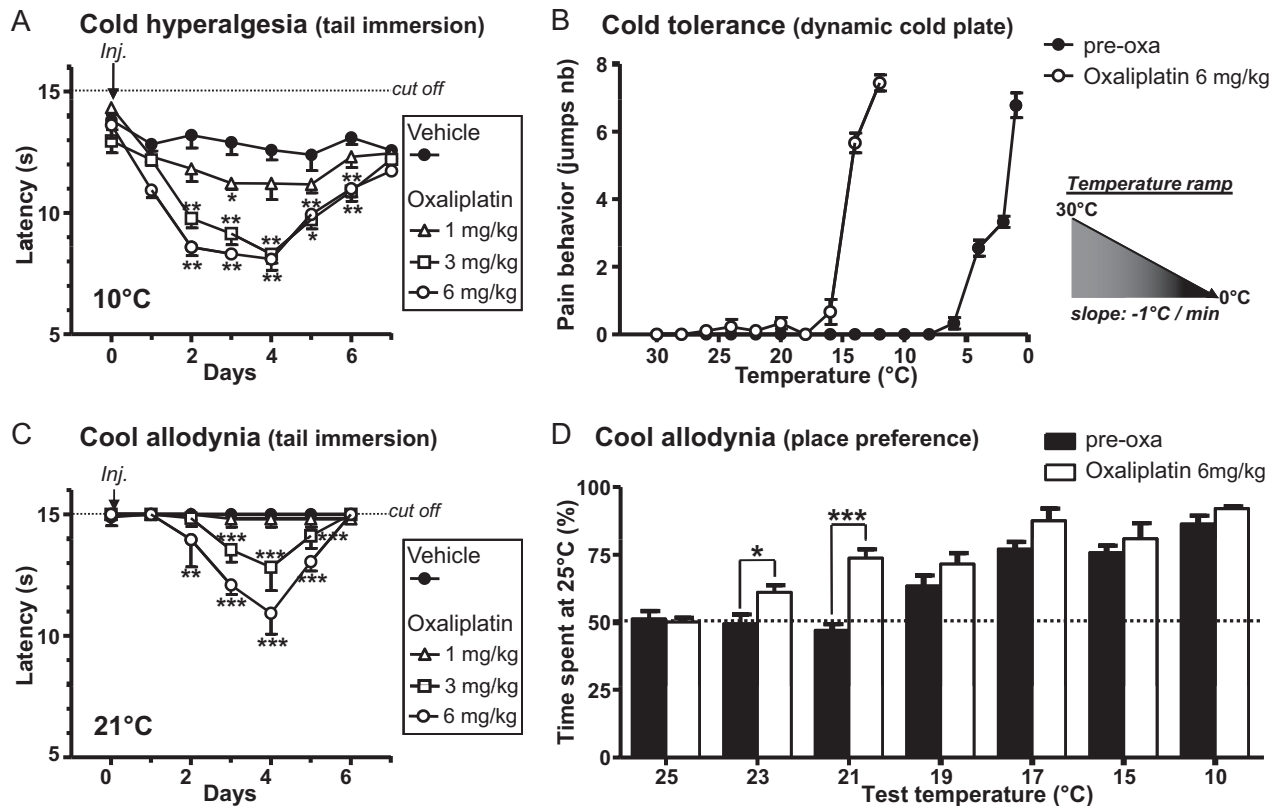 A
Cold hyperalgesia (tail immersion)
Inj.
cut off
15
10
5
Latency (s)
**
*
**
**
**
**
**
**
**
*
**
**
10°C
0 2 4 6
Days
Vehicle
Oxaliplatin
1 mg/kg
3 mg/kg
6 mg/kg
B
Cold tolerance (dynamic cold plate)
pre-oxa
Oxaliplatin 6 mg/kg
8
6
4
2
0
Pain behavior (jumps nb)
30 25 20 15 10 5 0
Temperature (°C)
Temperature ramp
30°C
0°C
slope: -1°C / min
C
Cool allodynia (tail immersion)
Inj.
cut off
15
10
5
Latency (s)
***
***
***
**
***
***
***
21°C
0 2 4 6
Days
Vehicle
Oxaliplatin
1 mg/kg
3 mg/kg
6 mg/kg
D
Cool allodynia (place preference)
pre-oxa
Oxaliplatin 6mg/kg
100
75
50
25
0
Time spent at 25°C (%)
*
***
25 23 21 19 17 15 10
Test temperature (°C)